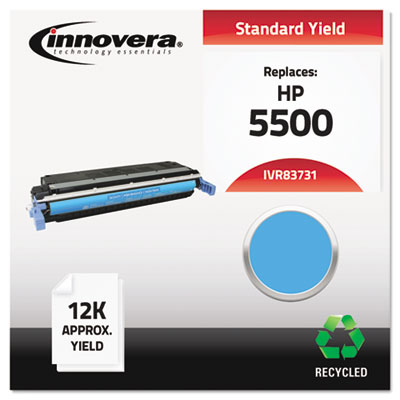 innovera
technology essentials
Standard Yield
Replaces:
HP
5500
IVR83731
12K
APPROX.
YIELD
RECYCLED